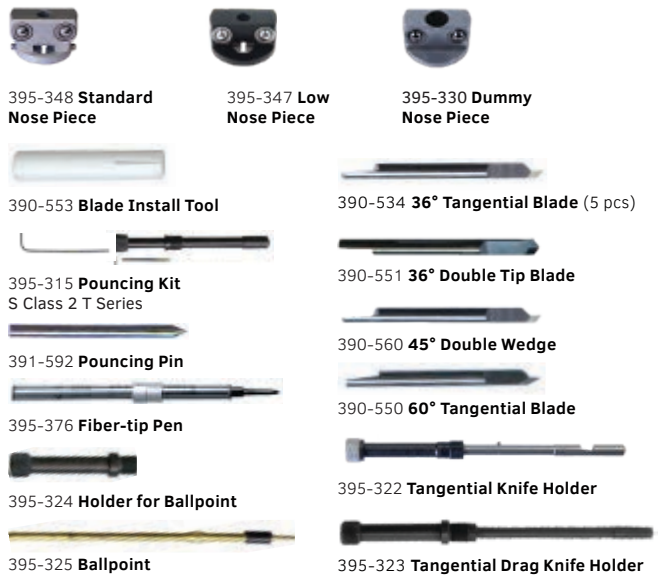 395-348 Standard
Nose Piece
395-347 Low
Nose Piece
395-330 Dummy
Nose Piece
390-553 Blade Install Tool
395-315 Pouncing Kit
S Class 2 T Series
391-592 Pouncing Pin
395-376 Fiber-tip Pen
395-324 Holder for Ballpoint
395-325 Ballpoint
390-534 36° Tangential Blade (5 pcs)
390-551 36° Double Tip Blade
390-560 45° Double Wedge
390-550 60° Tangential Blade
395-322 Tangential Knife Holder
395-323 Tangential Drag Knife Holder